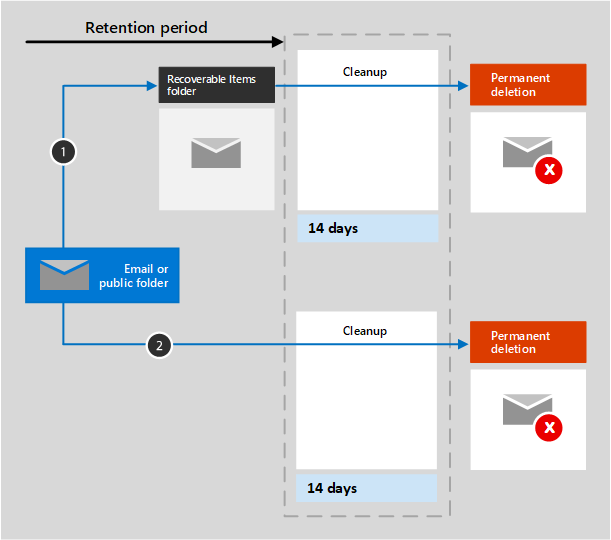 Retention period
Recoverable Items
folder
Cleanup
Permanent
deletion
1
x
14 days
Email or
public folder
2
Cleanup
Permanent
deletion
x
14 days